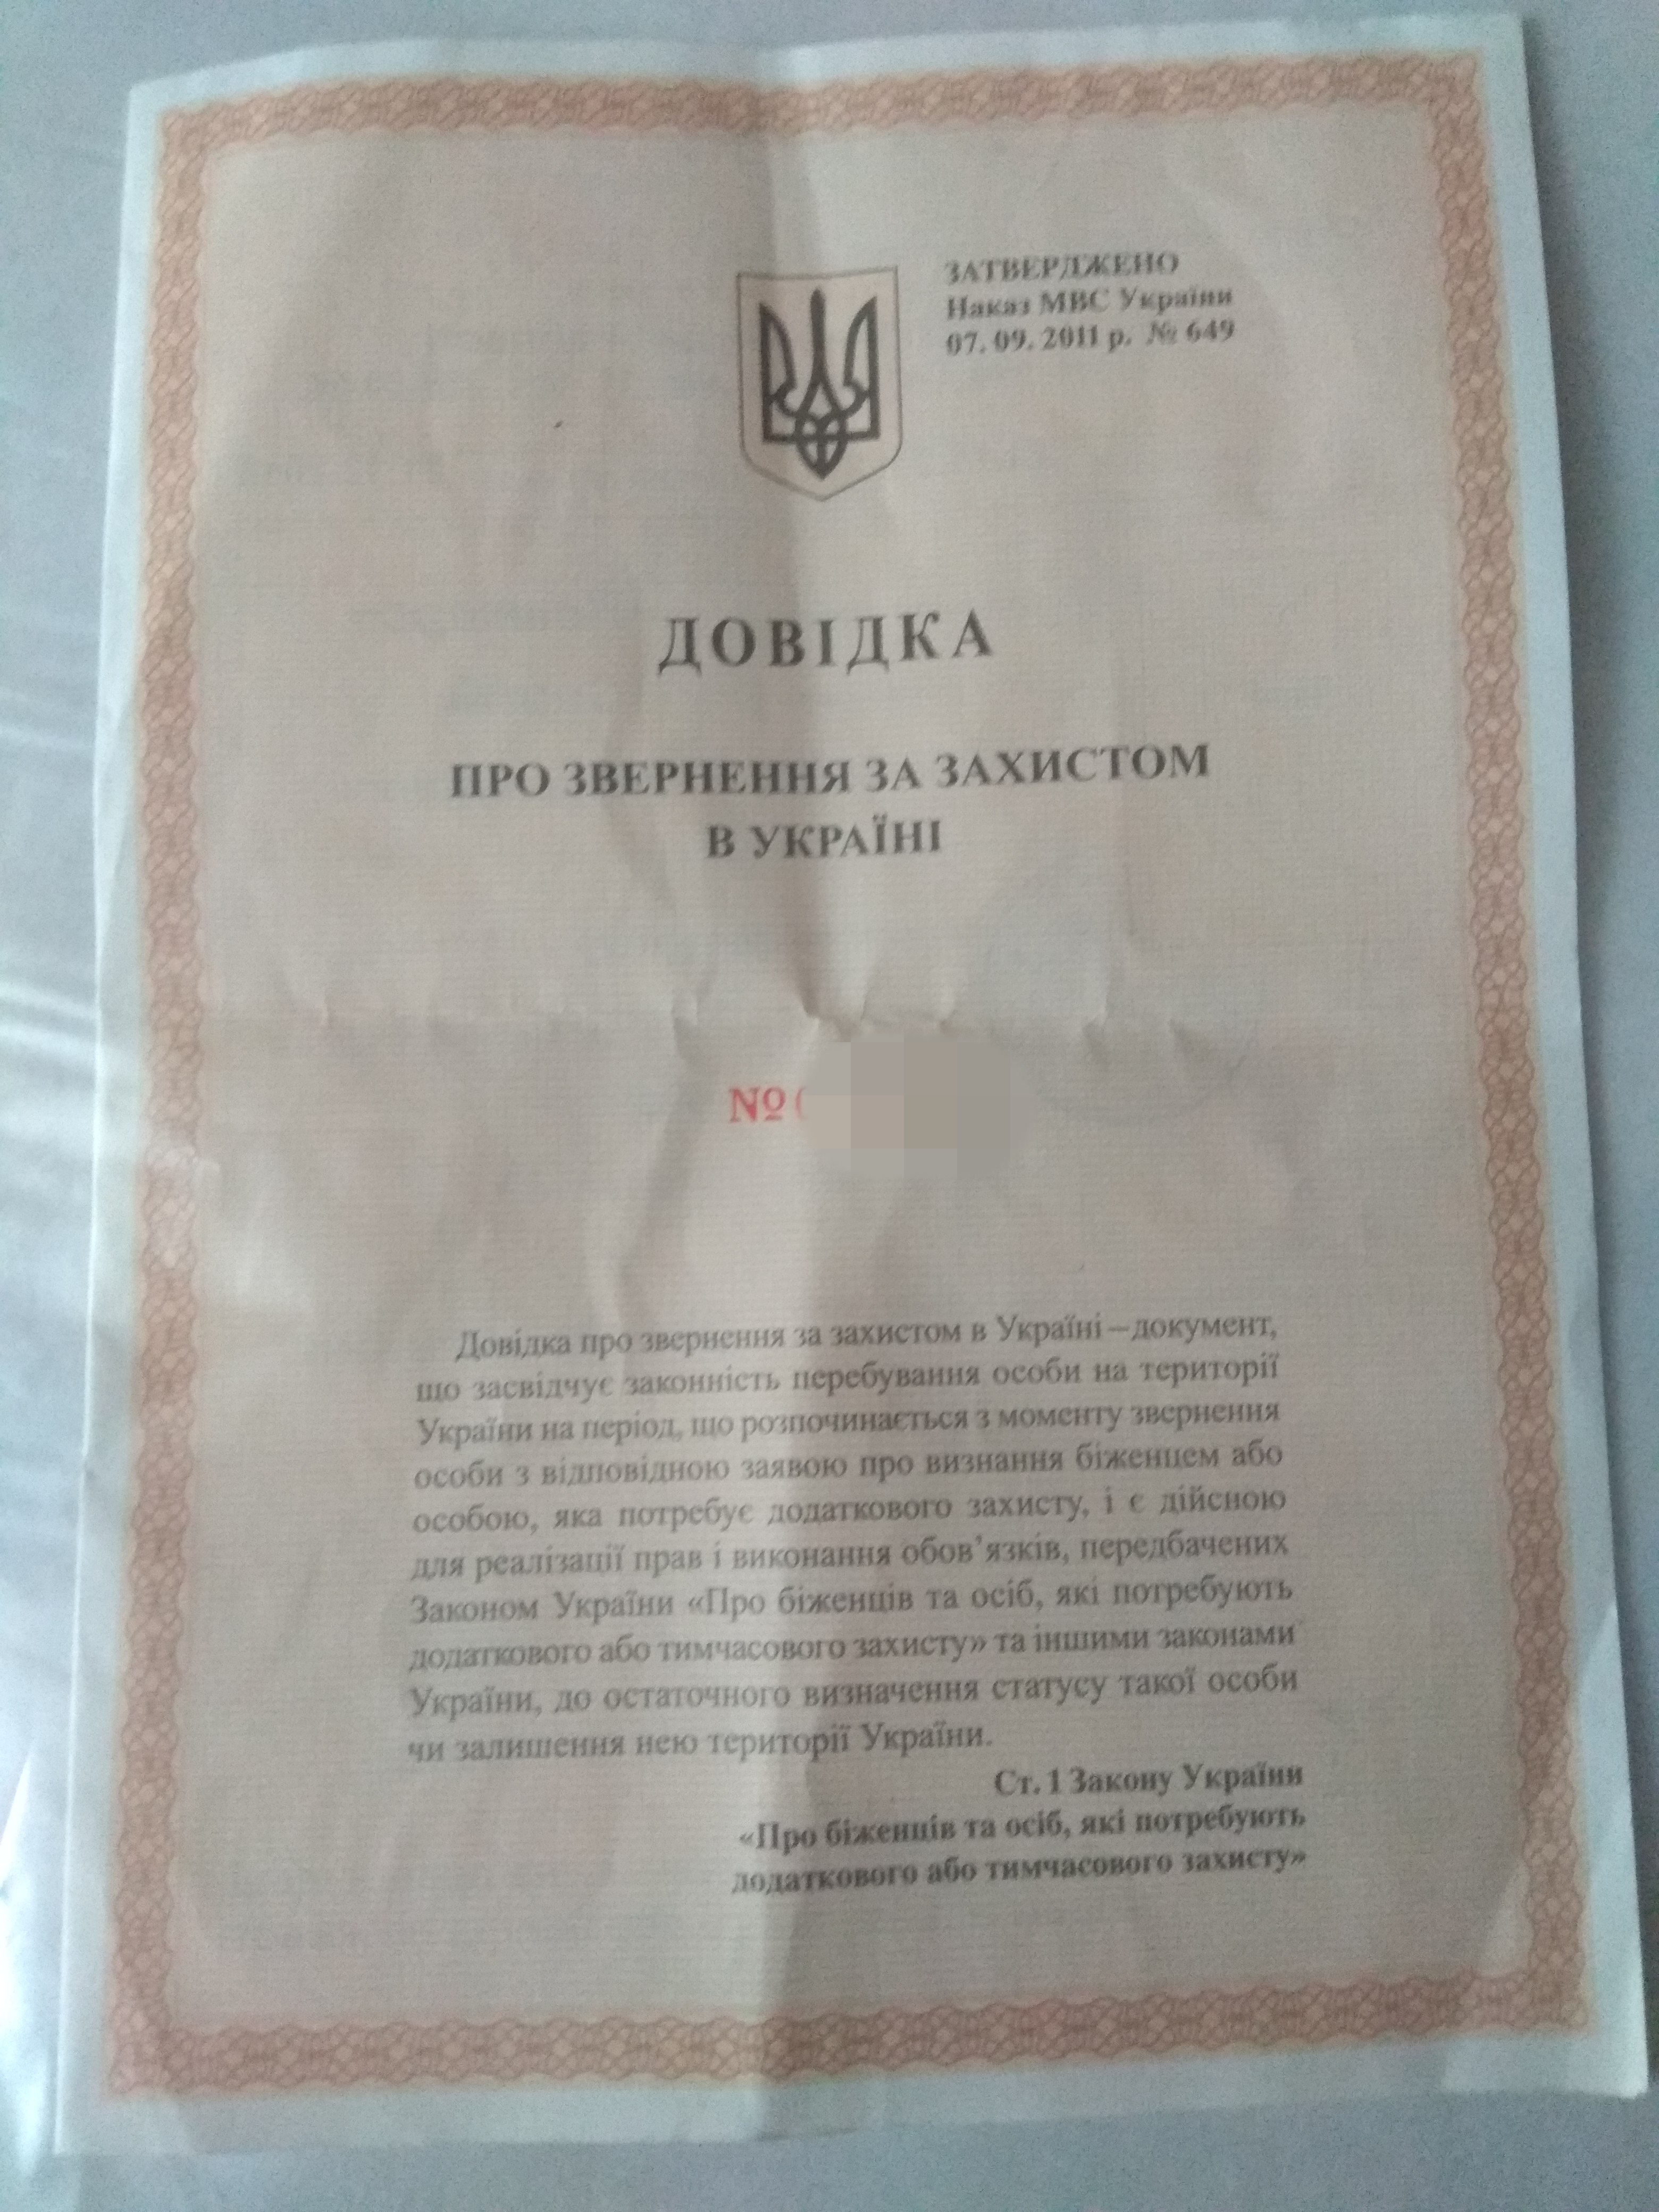 ЗАТВЕРДЖЕНО
Наказ МВС України
07. 09. 2011 р. № 649
ДОВІДКА
ПРО ЗВЕРНЕННЯ ЗА ЗАХИСТОМ
В УКРАЇНІ
№
Довідка про звернення за захистом в Україні – документ,
що засвідчує законність перебування особи на території
України на період, що розпочинається з моменту звернення
особи з відповідною заявою про визнання біженцем або
особою, яка потребує додаткового захисту, і є дійсною
для реалізації прав і виконання обов’язків, передбачених
Законом України «Про біженців та осіб, які потребують
додаткового або тимчасового захисту» та іншими законами
України, до остаточного визначення статусу такої особи
чи залишення нею території України.
Ст. 1 Закону України
«Про біженців та осіб, які потребують
додаткового або тимчасового захисту»